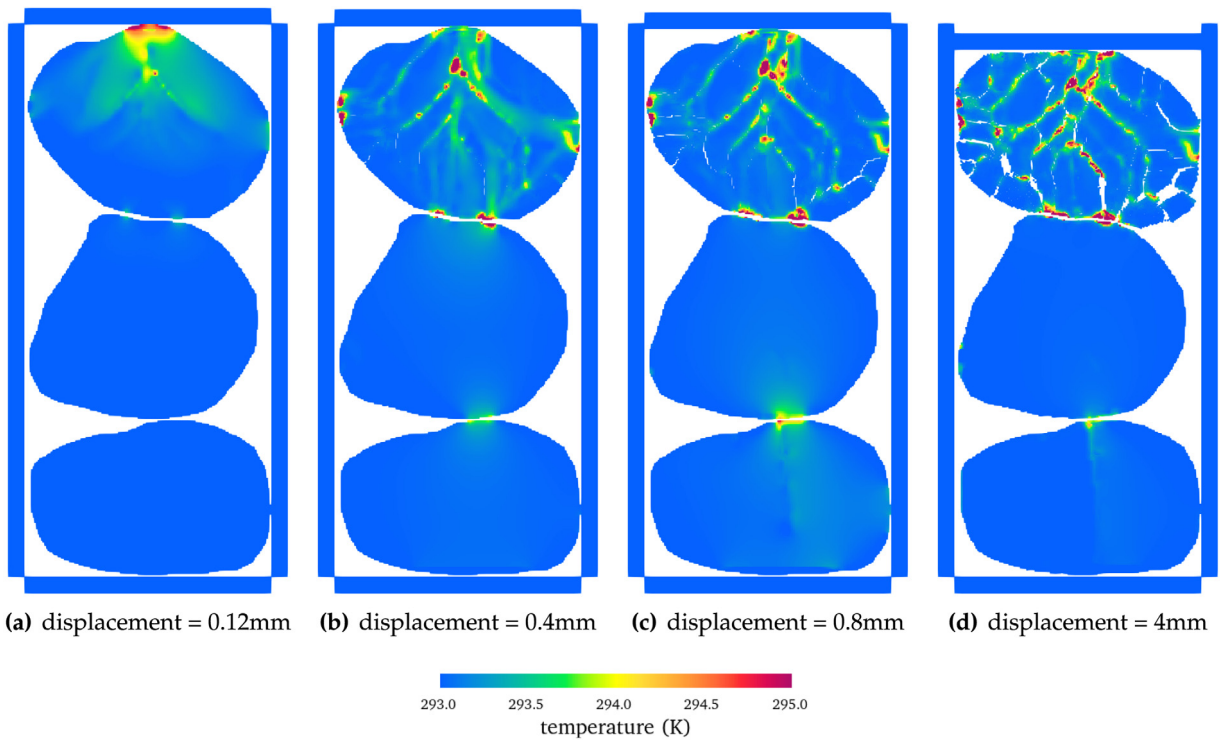 (a) displacement = 0.12mm
(b) displacement = 0.4mm
(c) displacement = 0.8mm
(d) displacement = 4mm
293.0 293.5 294.0 294.5 295.0
temperature (K)